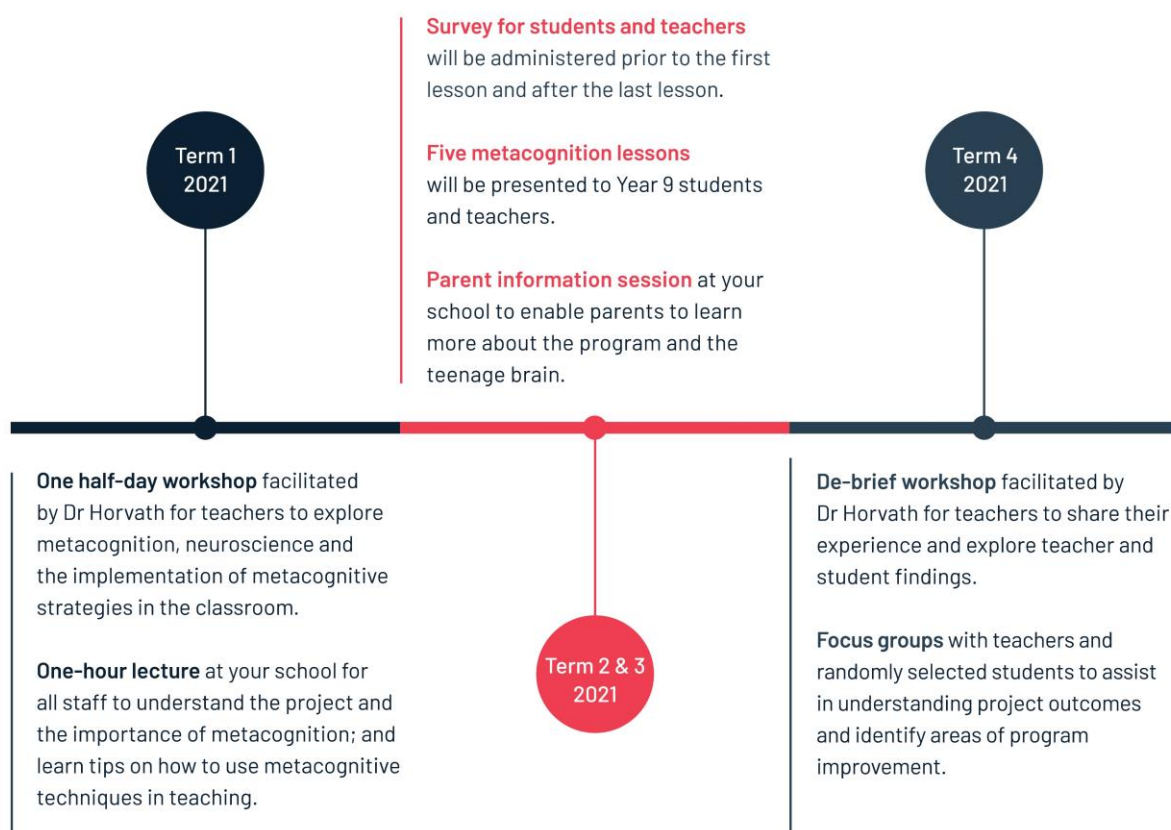 Term 1
2021
One half-day workshop facilitated
by Dr Horvath for teachers to explore
metacognition, neuroscience and
the implementation of metacognitive
strategies in the classroom.
One-hour lecture at your school for
all staff to understand the project and
the importance of metacognition; and
learn tips on how to use metacognitive
techniques in teaching.
Survey for students and teachers
will be administered prior to the first
lesson and after the last lesson.
Five metacognition lessons
will be presented to Year 9 students
and teachers.
Parent information session at your
school to enable parents to learn
more about the program and the
teenage brain.
Term 2 & 3
2021
Term 4
2021
De-brief workshop facilitated by
Dr Horvath for teachers to share their
experience and explore teacher and
student findings.
Focus groups with teachers and
randomly selected students to assist
in understanding project outcomes
and identify areas of program
improvement.